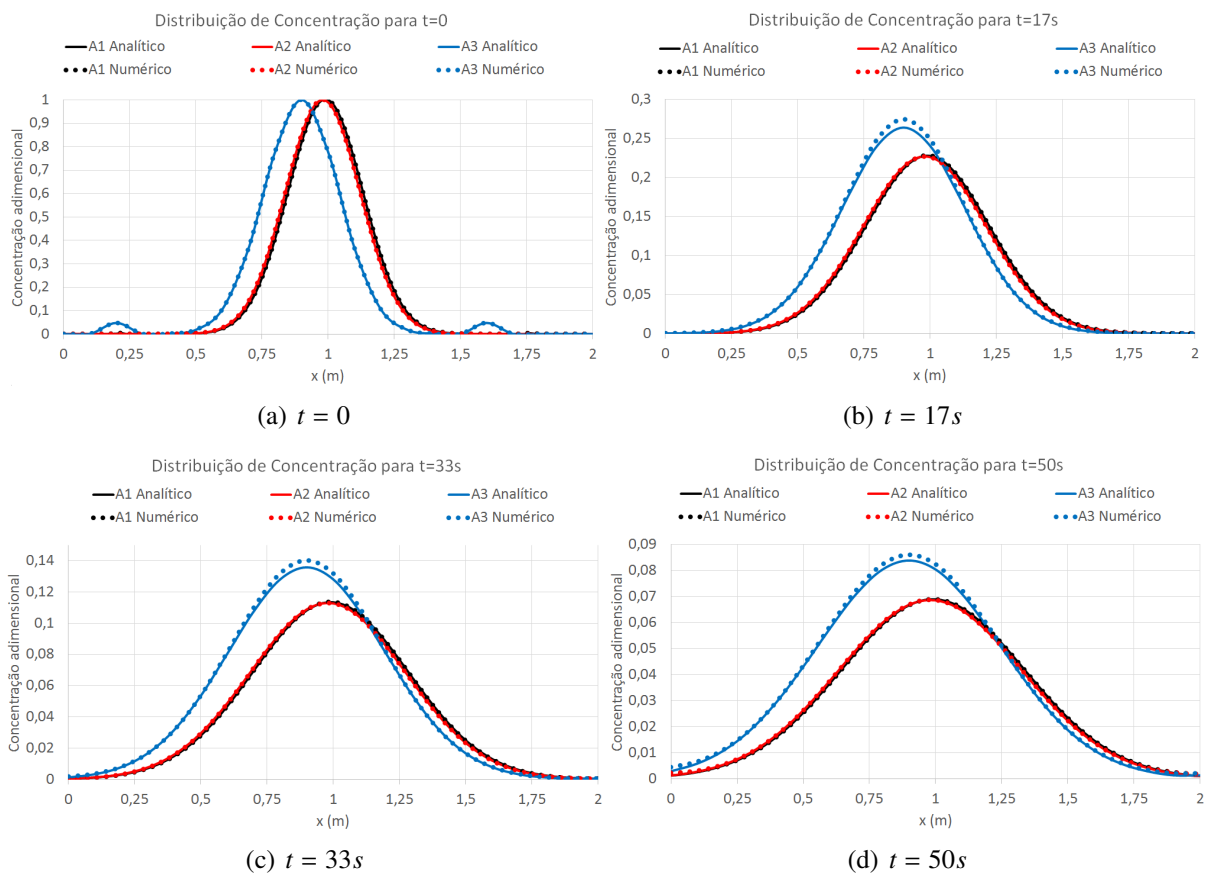 Distribuição de Concentração para t=0
A1 Analítico A2 Analítico A3 Analítico
A1 Numérico A2 Numérico A3 Numérico
Concentração adimensional
1
0,9
0,8
0,7
0,6
0,5
0,4
0,3
0,2
0,1
0
0 0,25 0,5 0,75 1 1,25 1,5 1,75 2
x (m)
(a) t = 0
Distribuição de Concentração para t=17s
A1 Analítico A2 Analítico A3 Analítico
A1 Numérico A2 Numérico A3 Numérico
Concentração adimensional
0,3
0,25
0,2
0,15
0,1
0,05
0
0 0,25 0,5 0,75 1 1,25 1,5 1,75 2
x (m)
(b) t = 17s
Distribuição de Concentração para t=33s
A1 Analítico A2 Analítico A3 Analítico
A1 Numérico A2 Numérico A3 Numérico
Concentração adimensional
0,14
0,12
0,1
0,08
0,06
0,04
0,02
0
0 0,25 0,5 0,75 1 1,25 1,5 1,75 2
x (m)
(c) t = 33s
Distribuição de Concentração para t=50s
A1 Analítico A2 Analítico A3 Analítico
A1 Numérico A2 Numérico A3 Numérico
Concentração adimensional
0,09
0,08
0,07
0,06
0,05
0,04
0,03
0,02
0,01
0
0 0,25 0,5 0,75 1 1,25 1,5 1,75 2
x (m)
(d) t = 50s